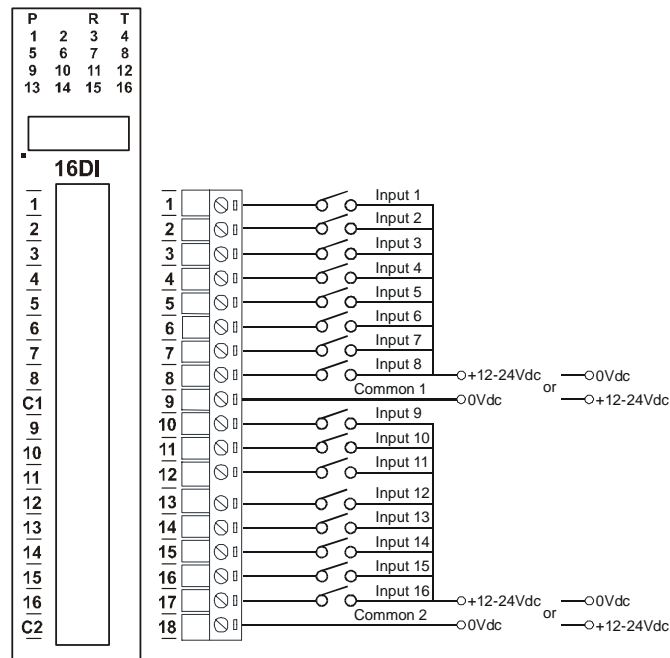 P R T
1 2 3 4
5 6 7 8
9 10 11 12
13 14 15 16
16DI
1
2
3
4
5
6
7
8
C1
9
10
11
12
13
14
15
16
C2
1 Input 1
2 Input 2
3 Input 3
4 Input 4
5 Input 5
6 Input 6
7 Input 7
8 Input 8 +12-24Vdc or 0Vdc
9 Common 1 0Vdc +12-24Vdc
10 Input 9
11 Input 10
12 Input 11
13 Input 12
14 Input 13
15 Input 14
16 Input 15
17 Input 16 +12-24Vdc or 0Vdc
18 Common 2 0Vdc +12-24Vdc